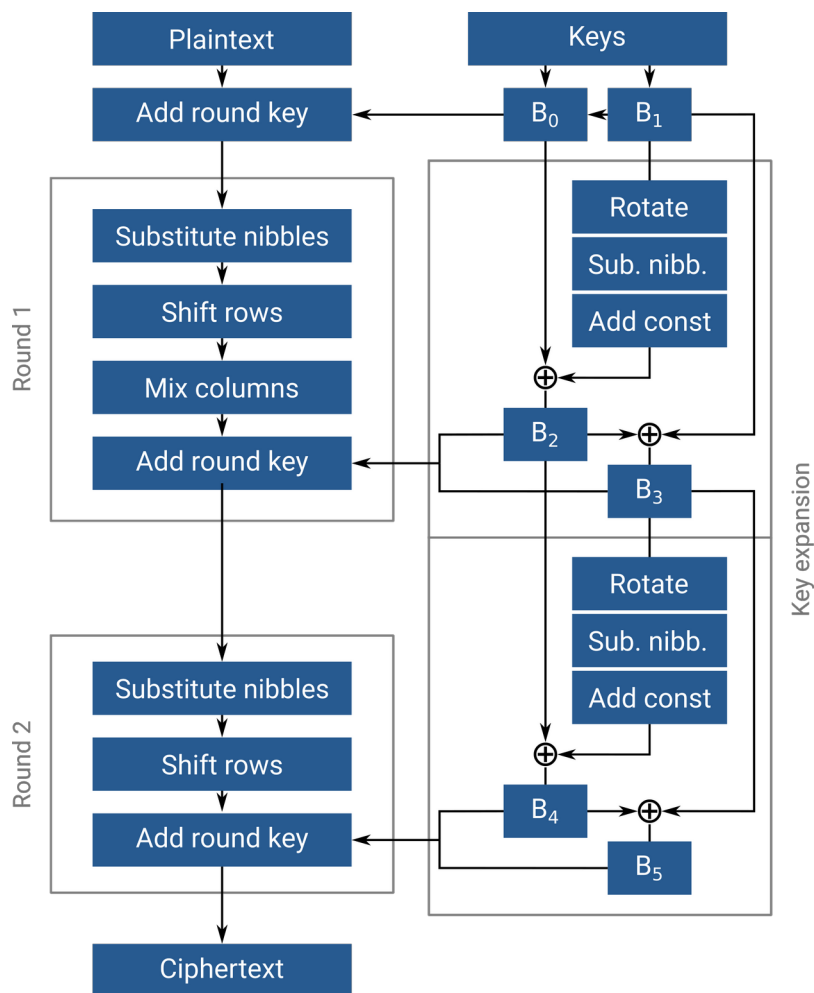 Plaintext
Keys
Add round key
B₀
B₁
Round 1
Substitute nibbles
Shift rows
Mix columns
Add round key
Rotate
Sub. nibb.
Add const
B₂
B₃
Key expansion
Round 2
Substitute nibbles
Shift rows
Add round key
Rotate
Sub. nibb.
Add const
B₄
B₅
Ciphertext